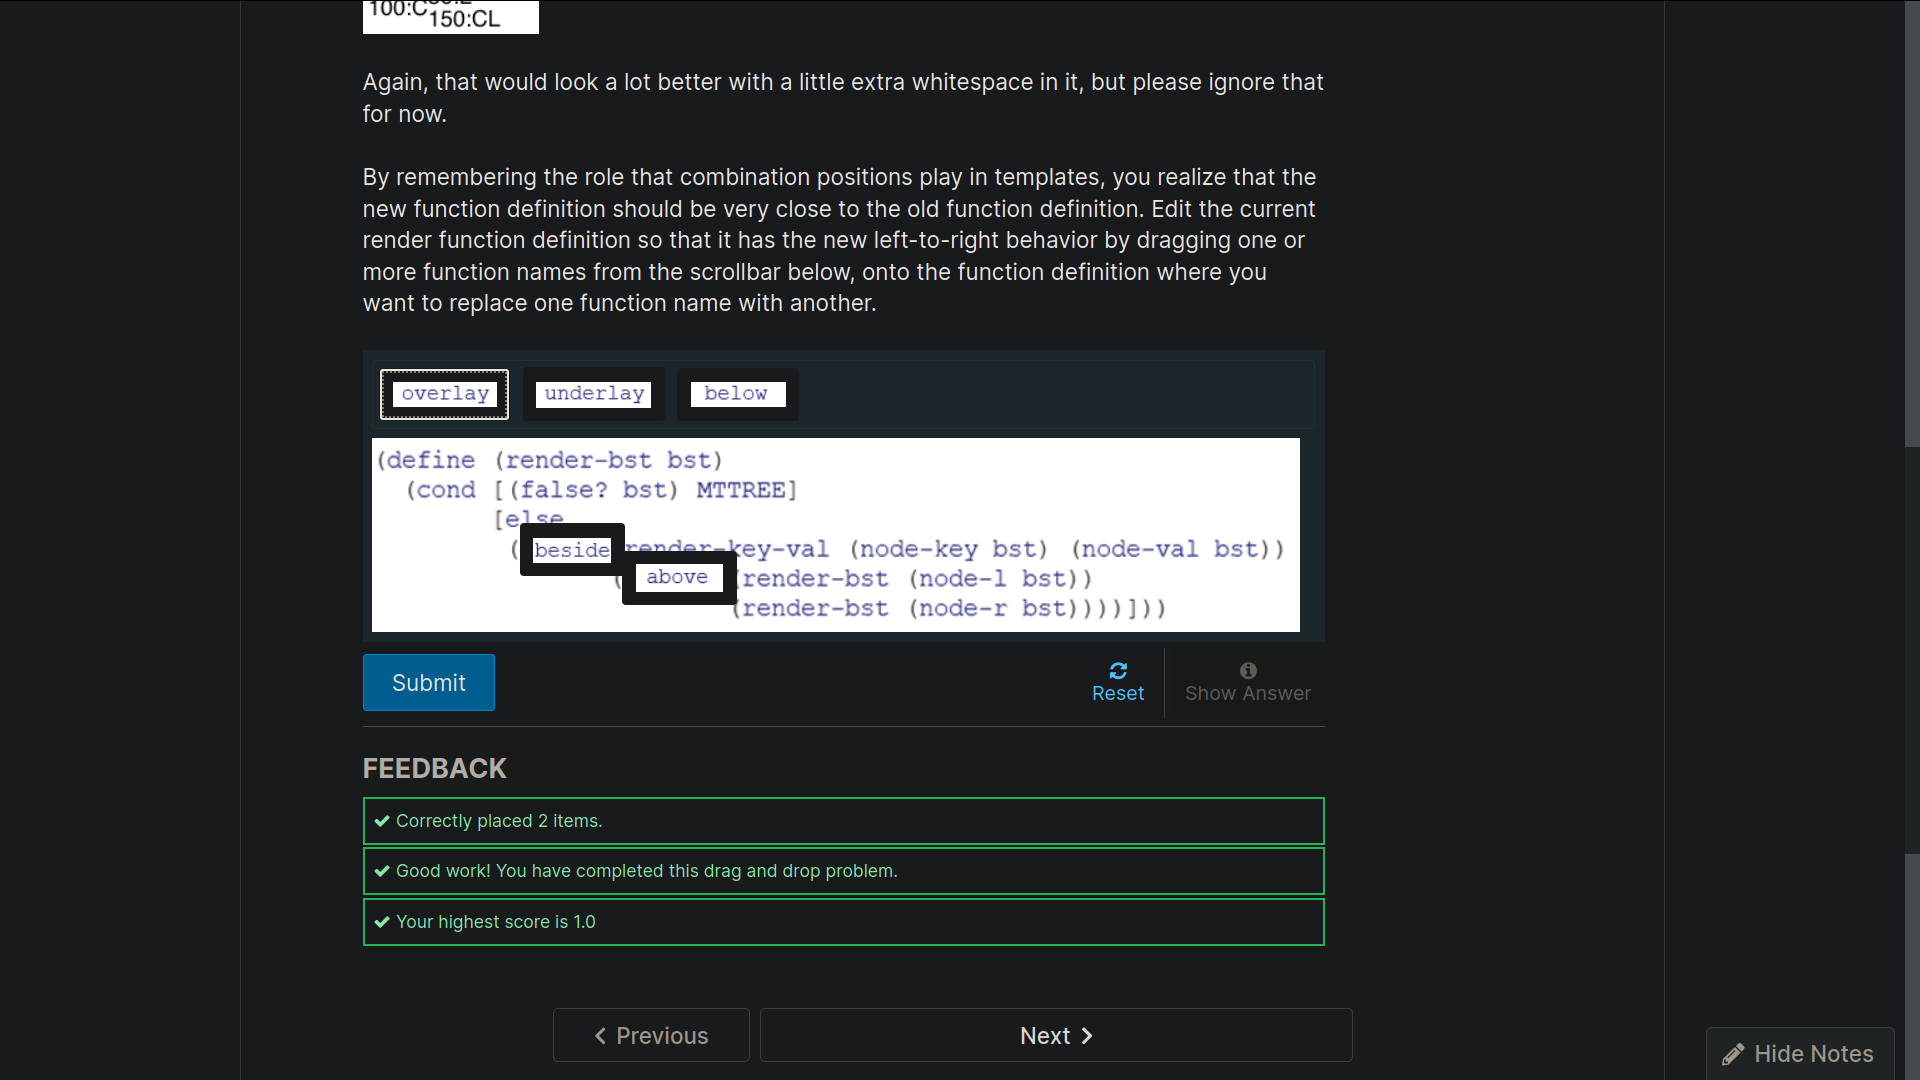 100:C
150:CL
Again, that would look a lot better with a little extra whitespace in it, but please ignore that
for now.
By remembering the role that combination positions play in templates, you realize that the
new function definition should be very close to the old function definition. Edit the current
render function definition so that it has the new left-to-right behavior by dragging one or
more function names from the scrollbar below, onto the function definition where you
want to replace one function name with another.
overlay underlay below
(define (render-bst bst)
(cond [(false? bst) MTTREE]
[else
( beside render-key-val (node-key bst) (node-val bst))
( above (render-bst (node-l bst))
(render-bst (node-r bst))))]))
Submit
Reset
Show Answer
FEEDBACK
Correctly placed 2 items.
Good work! You have completed this drag and drop problem.
Your highest score is 1.0
Previous
Next
Hide Notes